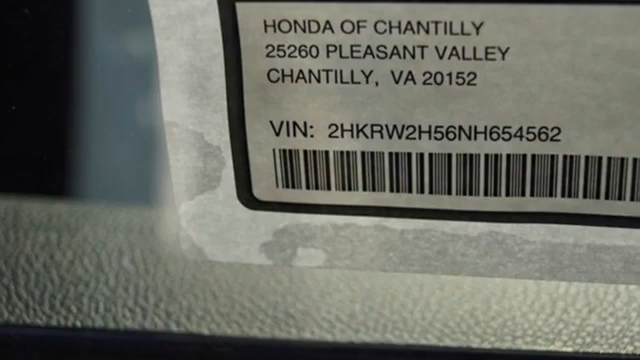 HONDA OF CHANTILLY
25260 PLEASANT VALLEY
CHANTILLY, VA 20152
VIN: 2HKRW2H56NH654562